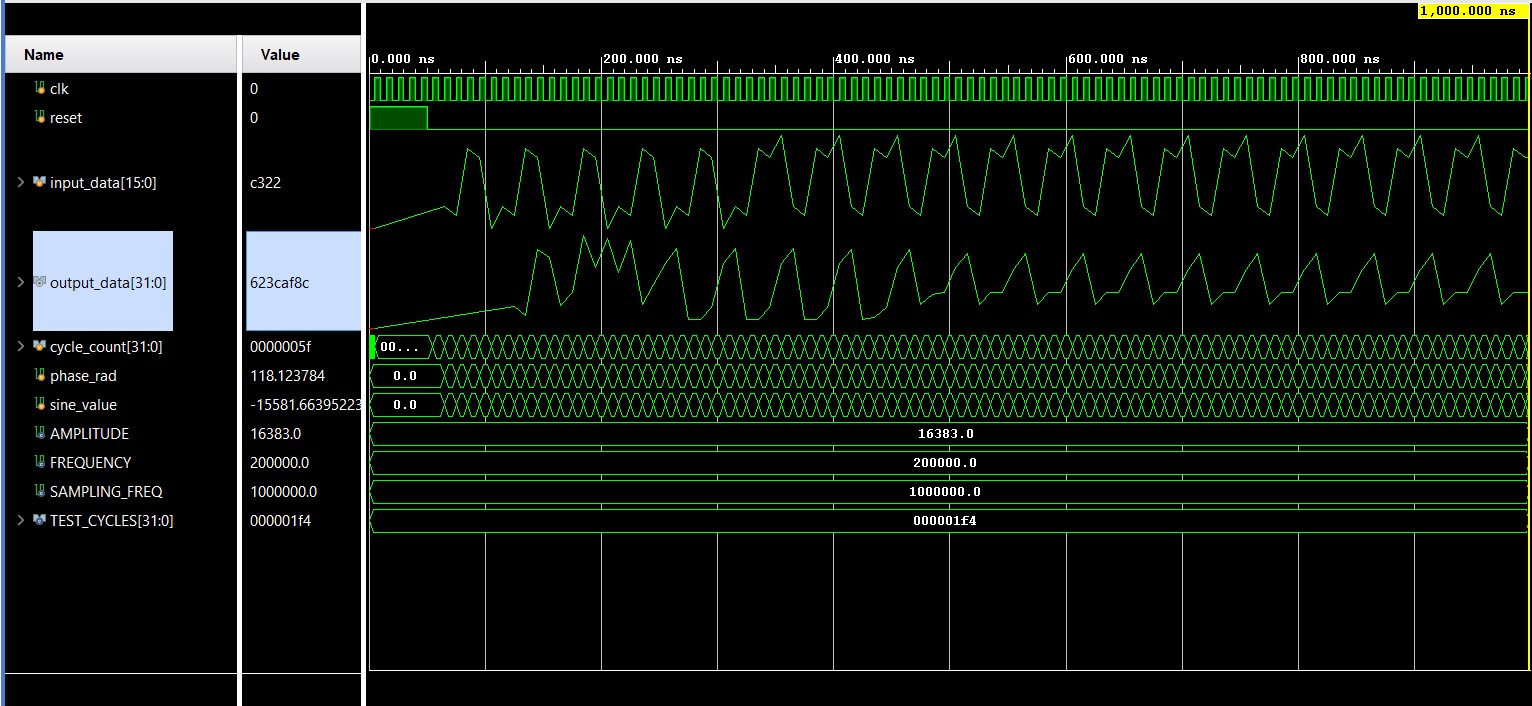 1,000.000 ns
Name Value
0.000 ns 200.000 ns 400.000 ns 600.000 ns 800.000 ns
clk 0
reset 0
input_data[15:0] c322
output_data[31:0] 623caf8c
cycle_count[31:0] 0000005f 00...
phase_rad 118.123784 0.0
sine_value -15581.66395223 0.0
AMPLITUDE 16383.0 16383.0
FREQUENCY 200000.0 200000.0
SAMPLING_FREQ 1000000.0 1000000.0
TEST_CYCLES[31:0] 000001f4 000001f4